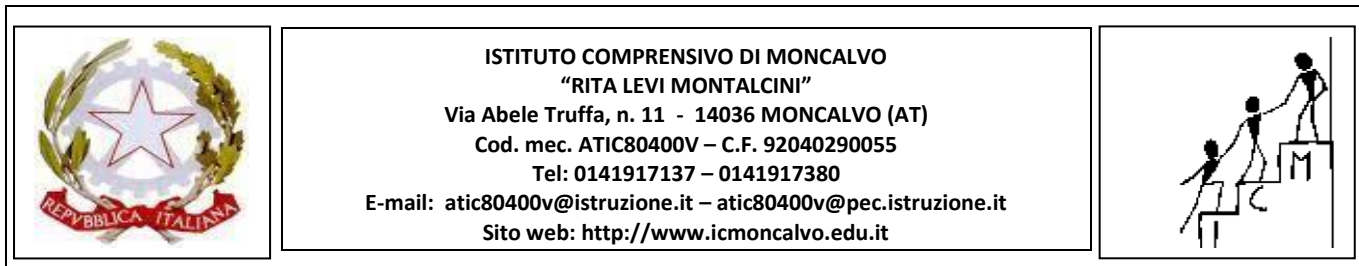 REPVBBLICA ITALIANA
ISTITUTO COMPRENSIVO DI MONCALVO
“RITA LEVI MONTALCINI”
Via Abele Truffa, n. 11 - 14036 MONCALVO (AT)
Cod. mec. ATIC80400V – C.F. 92040290055
Tel: 0141917137 – 0141917380
E-mail: atic80400v@istruzione.it – atic80400v@pec.istruzione.it
Sito web: http://www.icmoncalvo.edu.it
I C M